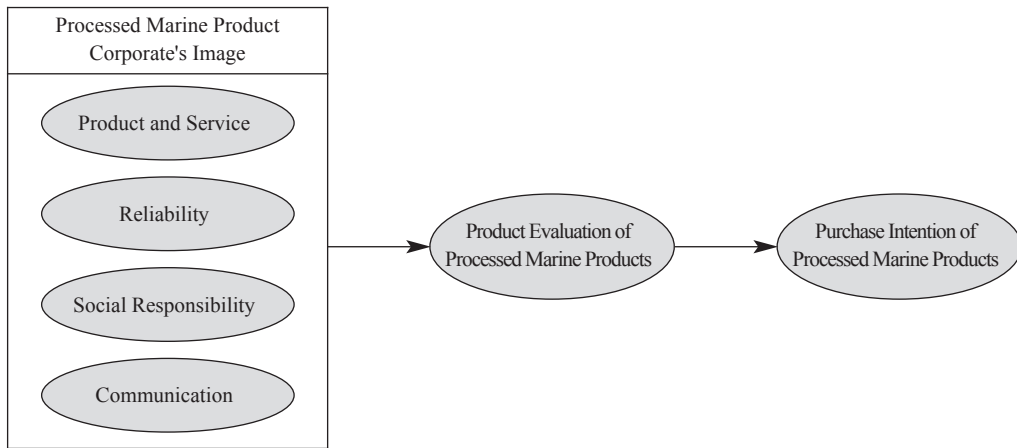 Processed Marine Product
Corporate's Image
Product and Service
Reliability
Social Responsibility
Communication
Product Evaluation of
Processed Marine Products
Purchase Intention of
Processed Marine Products